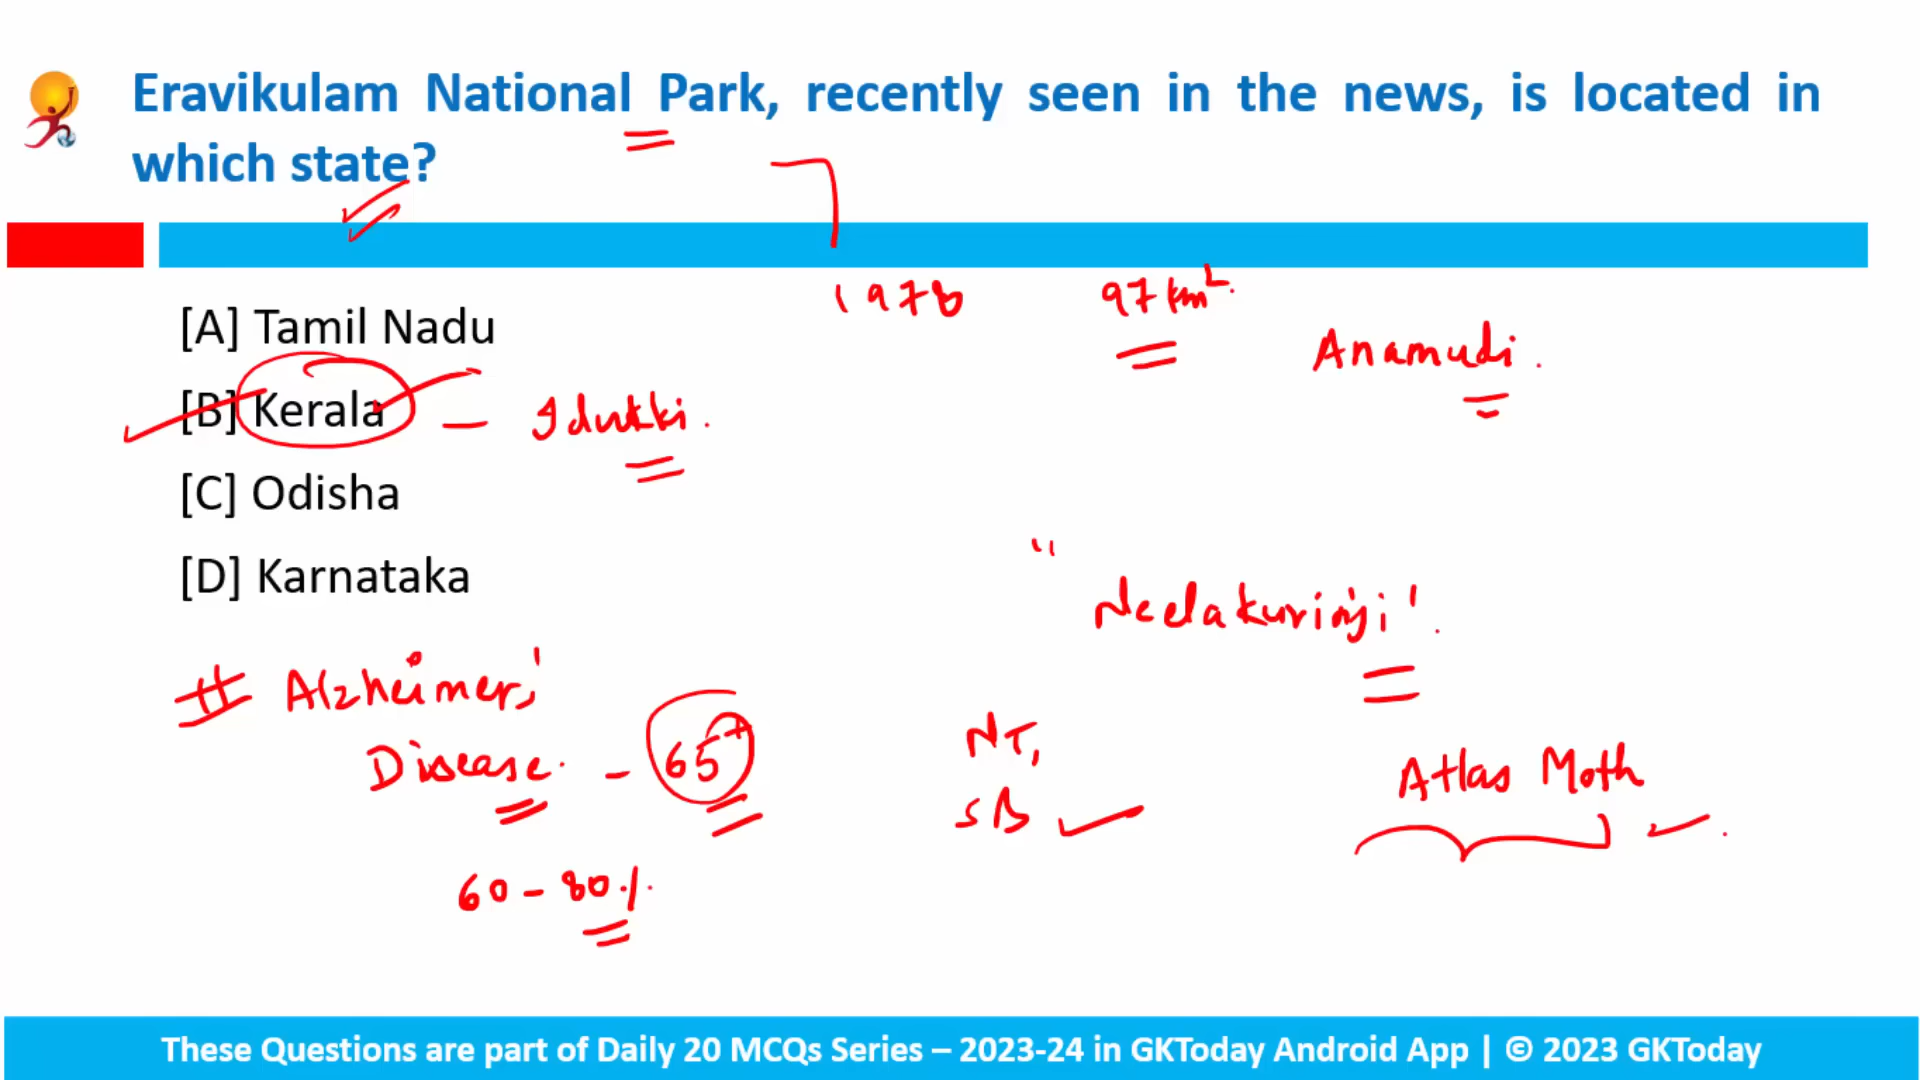 Eravikulam National Park, recently seen in the news, is located in
which state?
1978 97 km²
[A] Tamil Nadu
Anamudi.
[B] Kerala - Idukki.
[C] Odisha
[D] Karnataka
"Neelakurinji'
# Alzheimer's
Disease. - 65+
NT,
SB
Atlas Moth
60-80%
These Questions are part of Daily 20 MCQs Series – 2023-24 in GKToday Android App | © 2023 GKToday